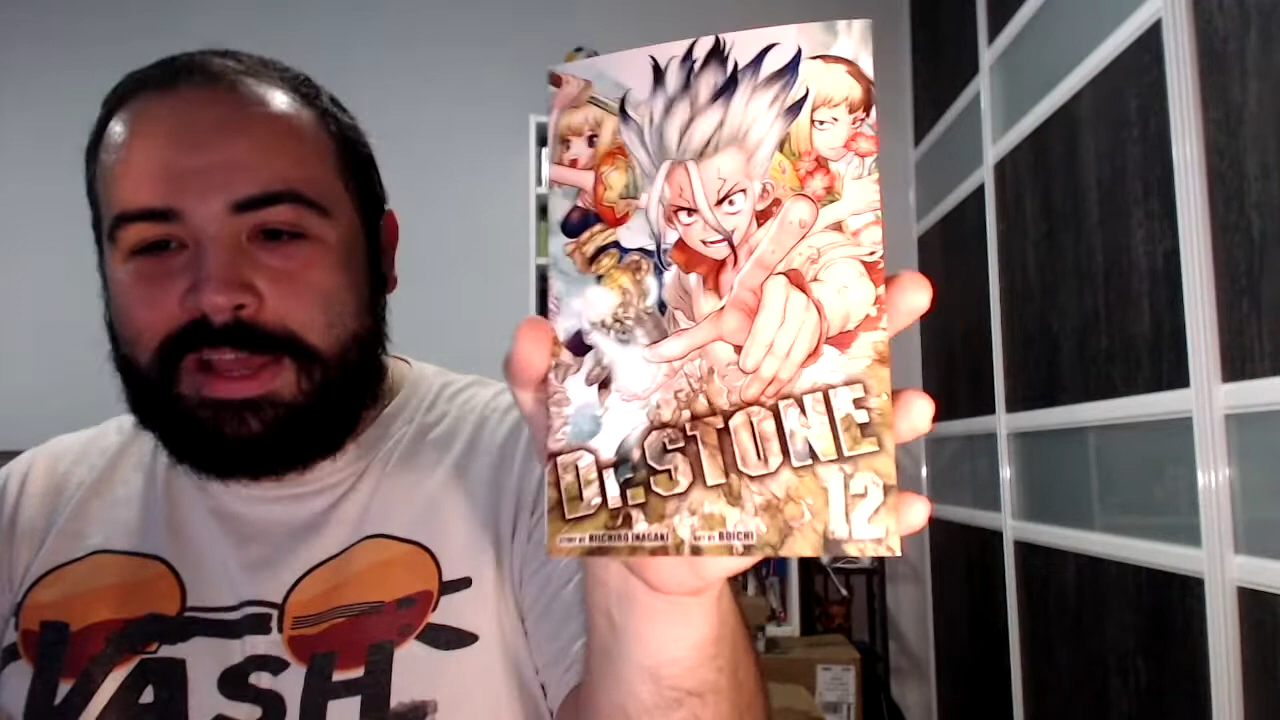 Dr.STONE
12
STORY BY RIICHIRO INAGAKI ART BY BOICHI
VASH